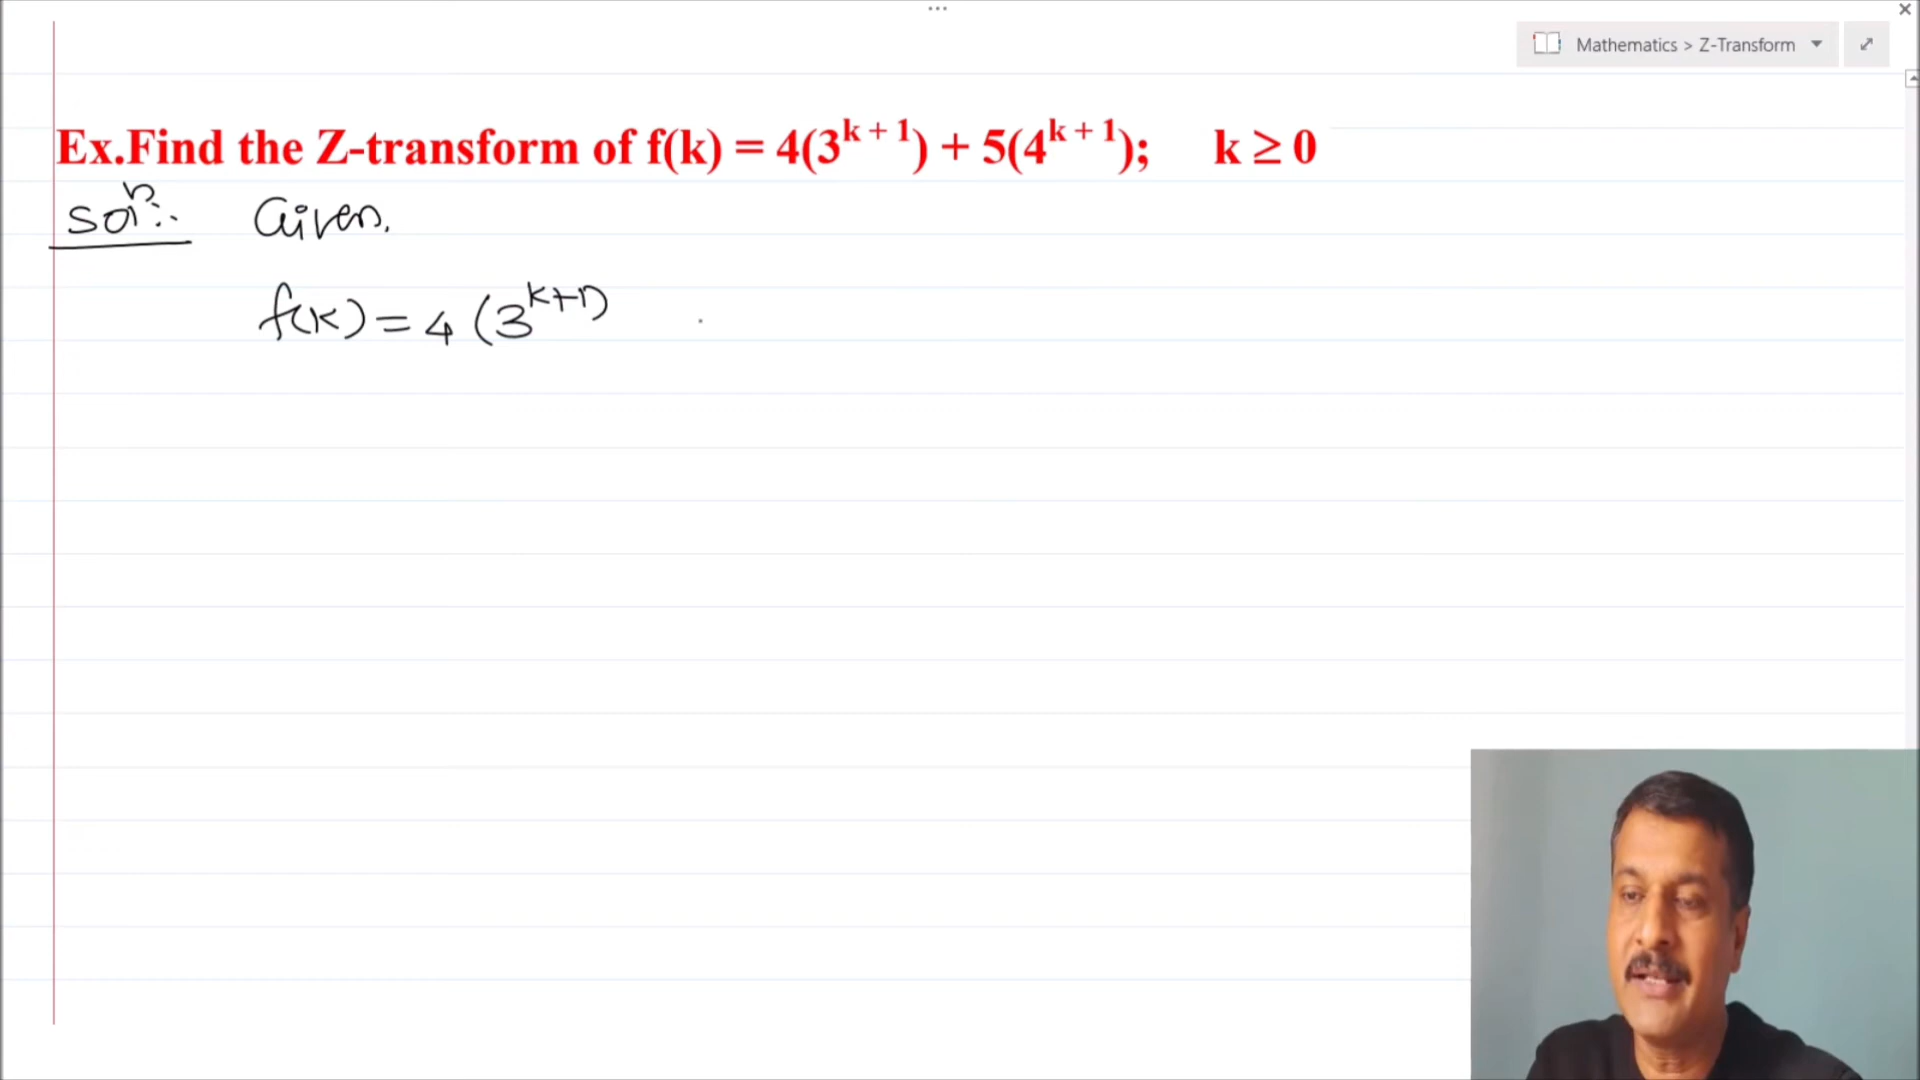 Mathematics > Z-Transform
Ex.Find the Z-transform of f(k) = 4(3^{k + 1}) + 5(4^{k + 1});    k ≥ 0
Solⁿ:. Given.
f(k) = 4 (3^{k+1})